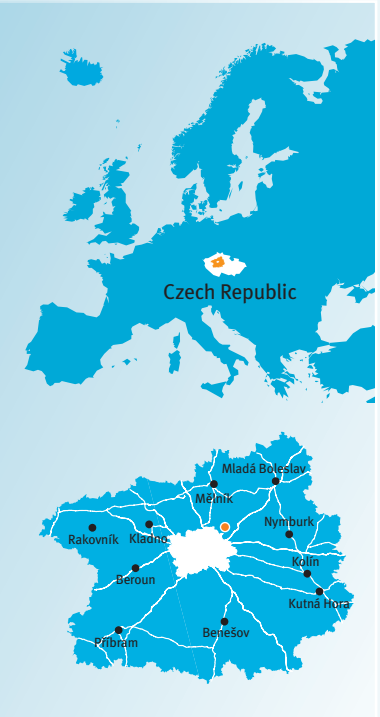 Czech Republic
Mladá Boleslav
Mělník
Nymburk
Rakovník
Kladno
Kolín
Beroun
Kutná Hora
Benešov
Příbram